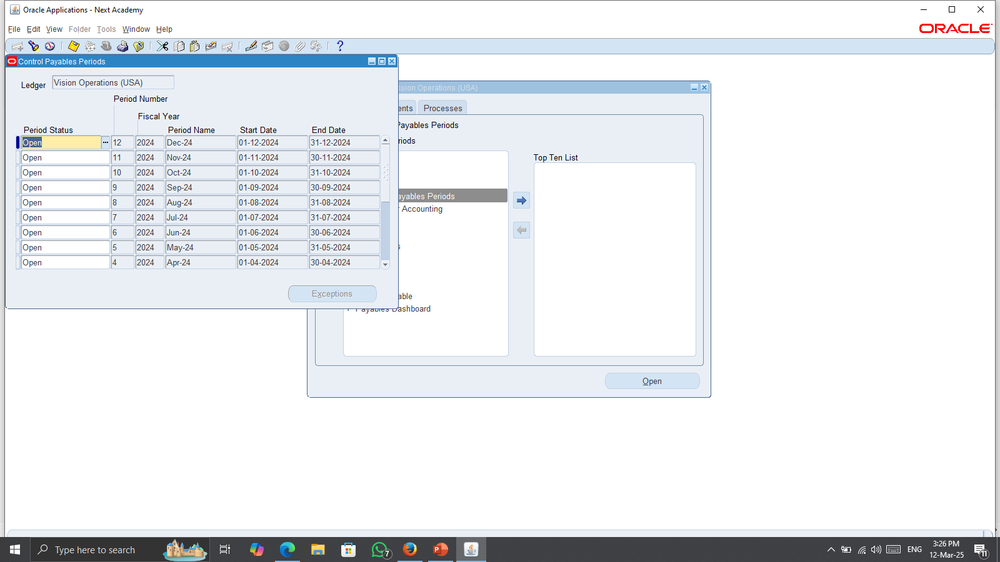 Oracle Applications - Next Academy
File Edit View Folder Tools Window Help
ORACLE
Control Payables Periods
Ledger Vision Operations (USA)
Period Number
Fiscal Year
Period Status Period Name Start Date End Date
Open ... 12 2024 Dec-24 01-12-2024 31-12-2024
Open 11 2024 Nov-24 01-11-2024 30-11-2024
Open 10 2024 Oct-24 01-10-2024 31-10-2024
Open 9 2024 Sep-24 01-09-2024 30-09-2024
Open 8 2024 Aug-24 01-08-2024 31-08-2024
Open 7 2024 Jul-24 01-07-2024 31-07-2024
Open 6 2024 Jun-24 01-06-2024 30-06-2024
Open 5 2024 May-24 01-05-2024 31-05-2024
Open 4 2024 Apr-24 01-04-2024 30-04-2024
Exceptions
ision Operations (USA)
ents Processes
Payables Periods
riods
Top Ten List
ayables Periods
r Accounting
s
able
Payables Dashboard
Open
Type here to search
7
ENG
3:26 PM
12-Mar-25
11